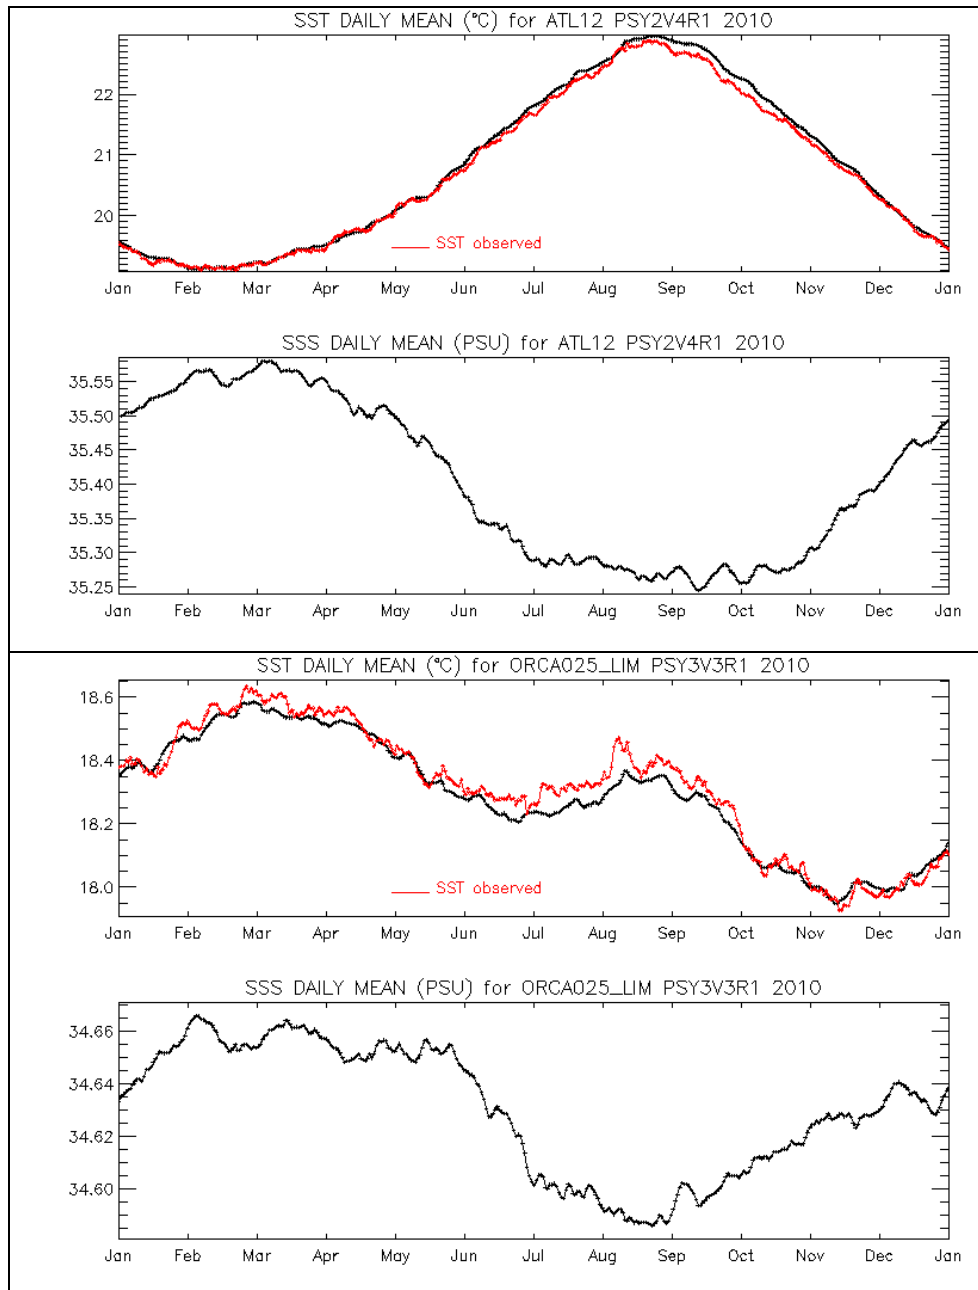 SST DAILY MEAN (°C) for ATL12 PSY2V4R1 2010
22
21
20
SST observed
Jan Feb Mar Apr May Jun Jul Aug Sep Oct Nov Dec Jan
SSS DAILY MEAN (PSU) for ATL12 PSY2V4R1 2010
35.55
35.50
35.45
35.40
35.35
35.30
35.25
Jan Feb Mar Apr May Jun Jul Aug Sep Oct Nov Dec Jan
SST DAILY MEAN (°C) for ORCA025_LIM PSY3V3R1 2010
18.6
18.4
18.2
18.0
SST observed
Jan Feb Mar Apr May Jun Jul Aug Sep Oct Nov Dec Jan
SSS DAILY MEAN (PSU) for ORCA025_LIM PSY3V3R1 2010
34.66
34.64
34.62
34.60
Jan Feb Mar Apr May Jun Jul Aug Sep Oct Nov Dec Jan